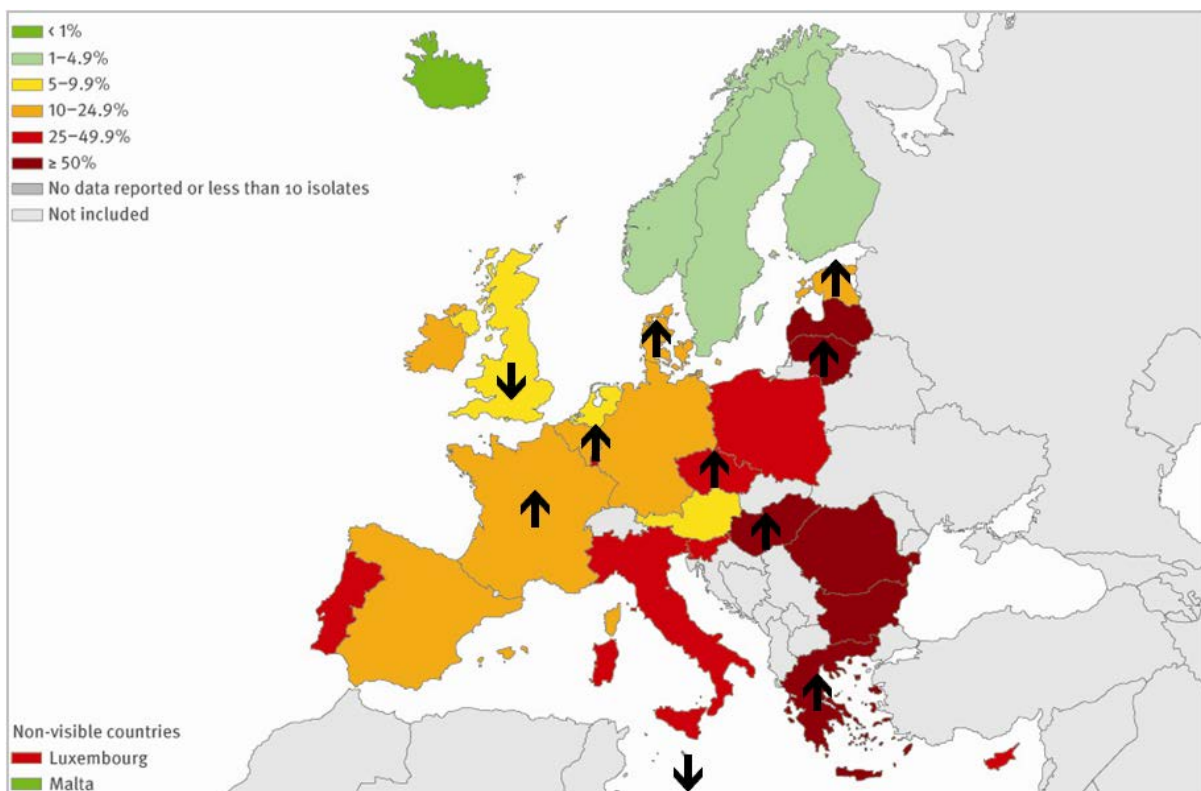 < 1%
1–4.9%
5–9.9%
10–24.9%
25–49.9%
≥ 50%
No data reported or less than 10 isolates
Not included
Non-visible countries
Luxembourg
Malta